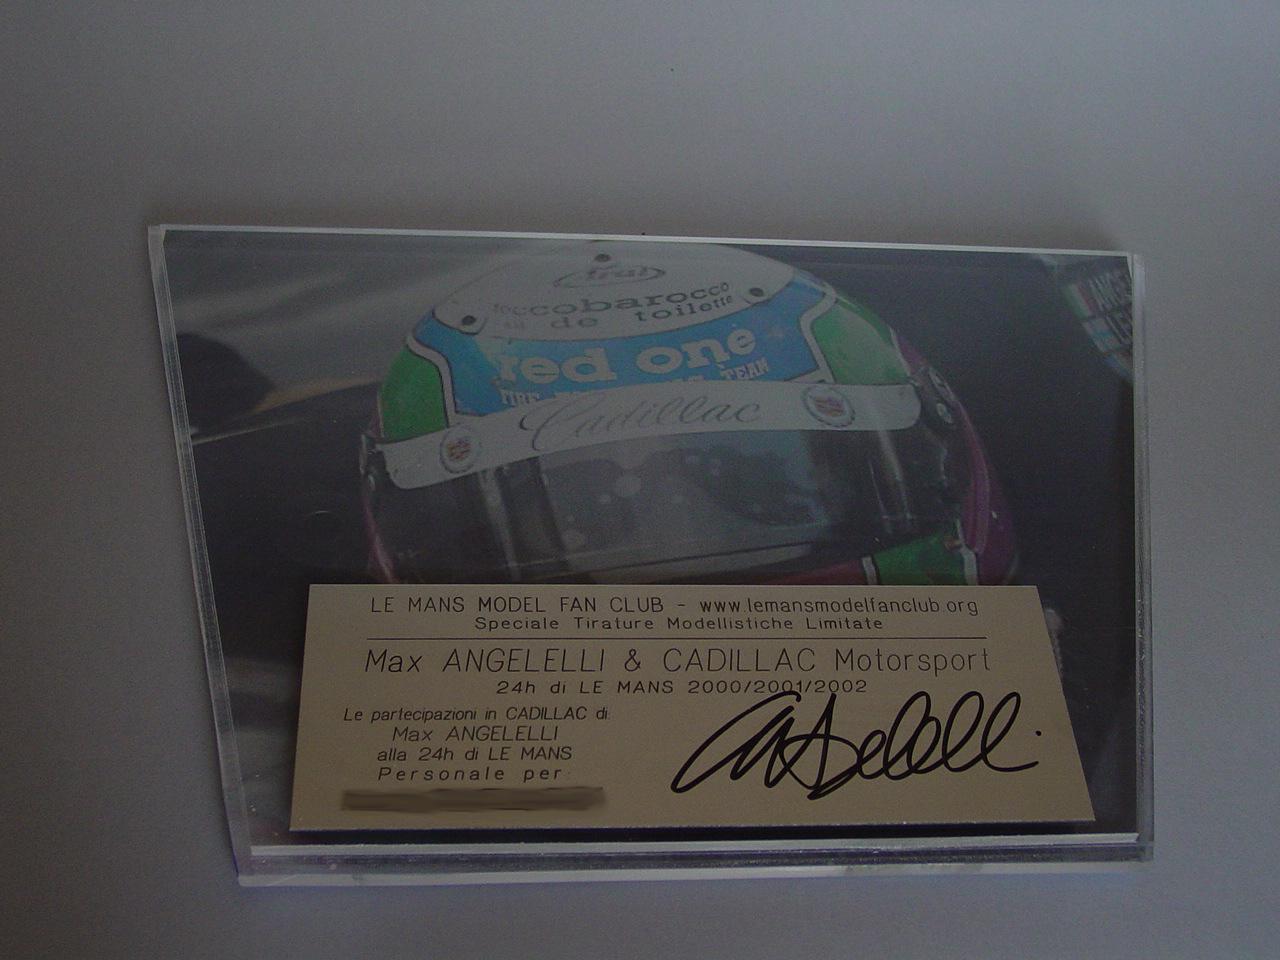 Arai
roccobarocco
de toilette
red one
TIRE TEAM
Cadillac
LE MANS MODEL FAN CLUB - www.lemansmodelfanclub.org
Speciale Tirature Modellistiche Limitate
Max ANGELELLI & CADILLAC Motorsport
24h di LE MANS 2000/2001/2002
Le partecipazioni in CADILLAC di:
Max ANGELELLI
alla 24h di LE MANS
Personale per: